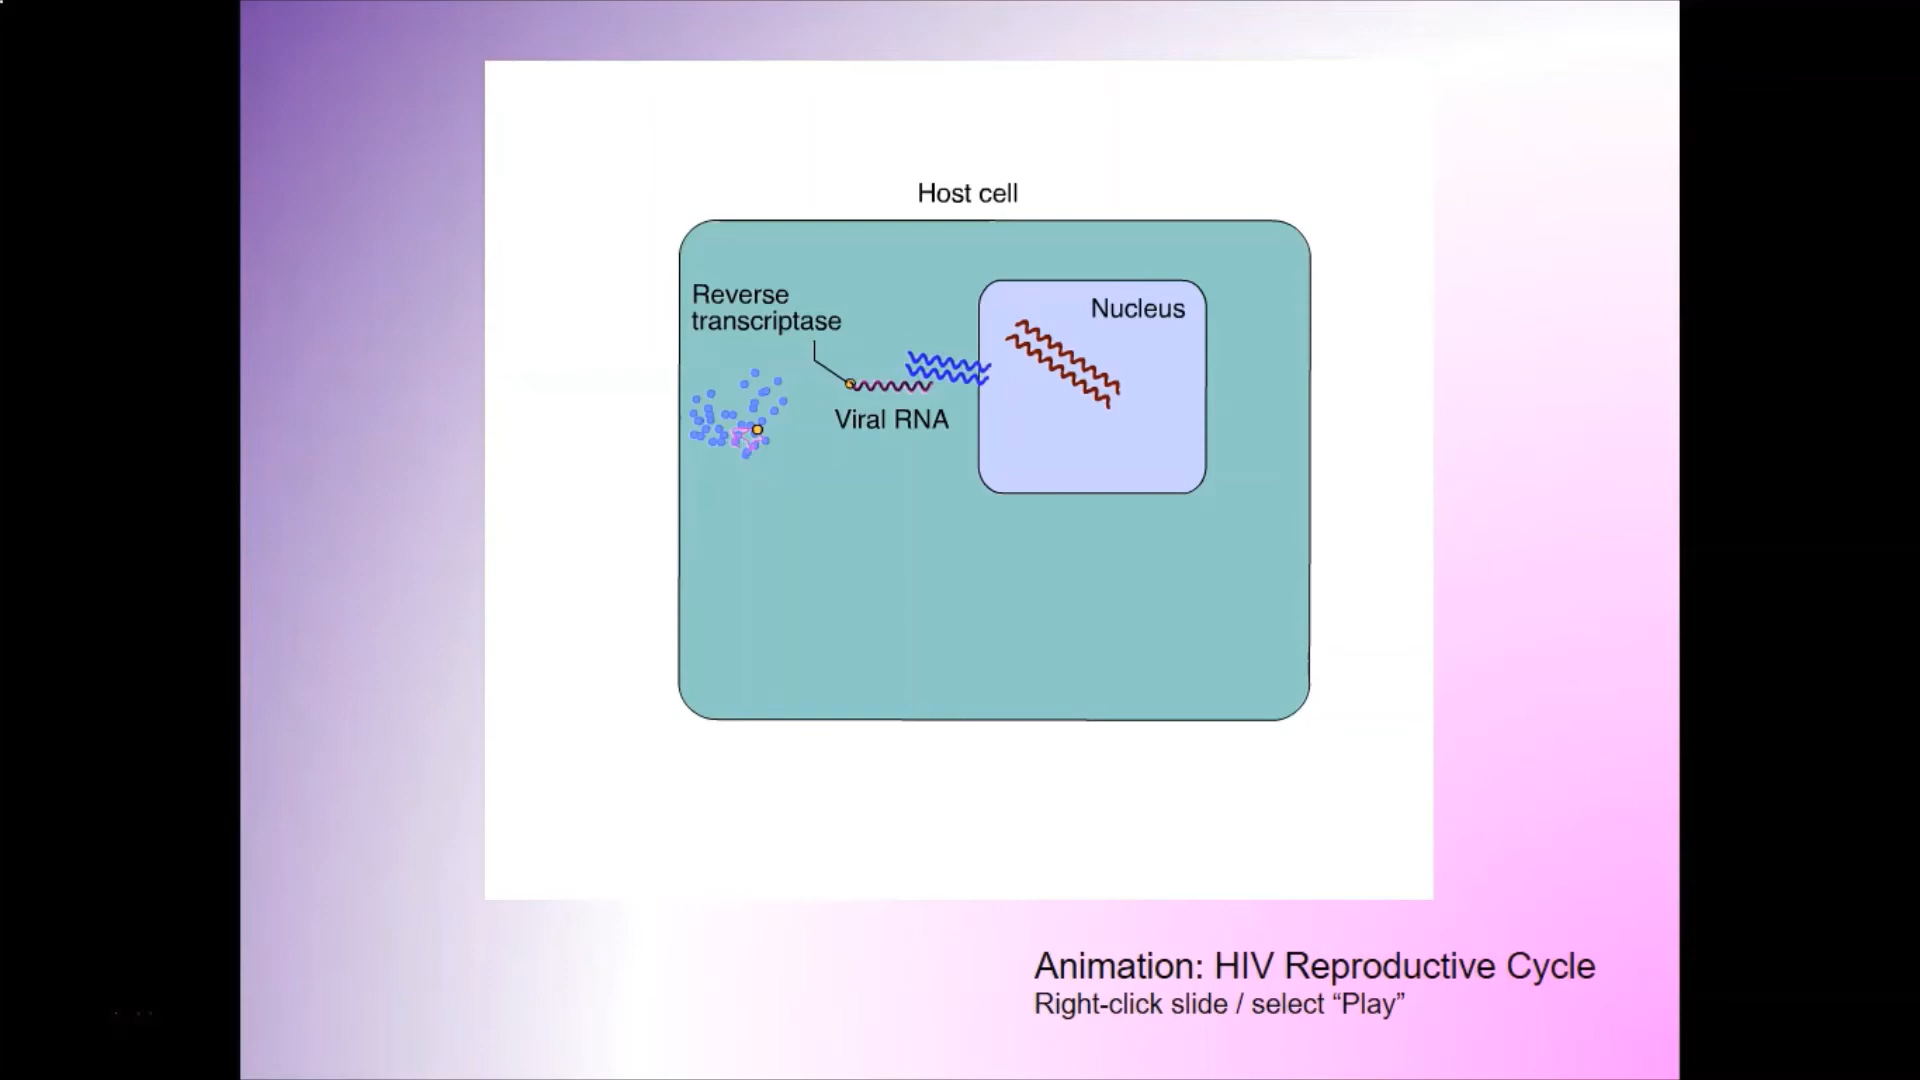 Host cell
Reverse
transcriptase
Nucleus
Viral RNA
Animation: HIV Reproductive Cycle
Right-click slide / select “Play”